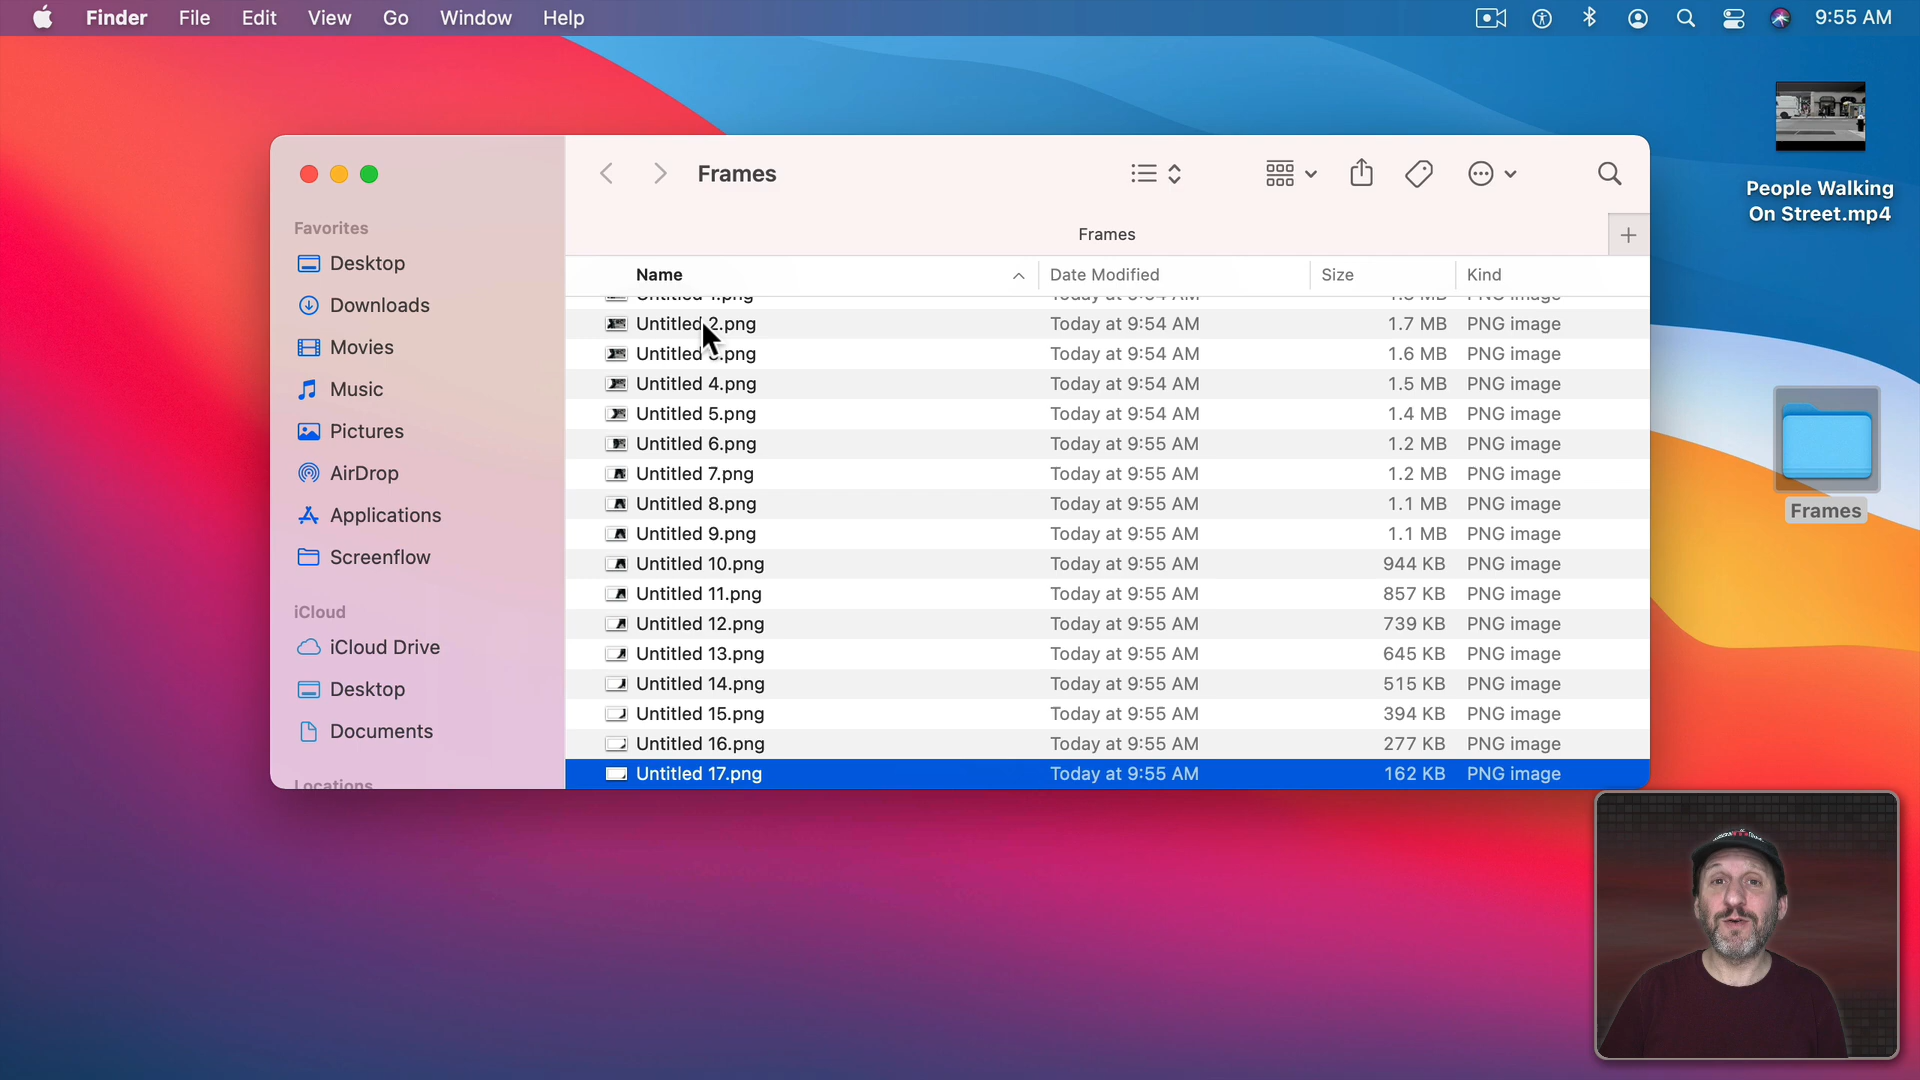 Finder File Edit View Go Window Help 9:55 AM
People Walking
On Street.mp4
Frames
Frames
Favorites
Desktop
Downloads
Movies
Music
Pictures
AirDrop
Applications
Screenflow
iCloud
iCloud Drive
Desktop
Documents
Locations
Frames
Name Date Modified Size Kind
Untitled 2.png Today at 9:54 AM 1.7 MB PNG image
Untitled .png Today at 9:54 AM 1.6 MB PNG image
Untitled 4.png Today at 9:54 AM 1.5 MB PNG image
Untitled 5.png Today at 9:54 AM 1.4 MB PNG image
Untitled 6.png Today at 9:55 AM 1.2 MB PNG image
Untitled 7.png Today at 9:55 AM 1.2 MB PNG image
Untitled 8.png Today at 9:55 AM 1.1 MB PNG image
Untitled 9.png Today at 9:55 AM 1.1 MB PNG image
Untitled 10.png Today at 9:55 AM 944 KB PNG image
Untitled 11.png Today at 9:55 AM 857 KB PNG image
Untitled 12.png Today at 9:55 AM 739 KB PNG image
Untitled 13.png Today at 9:55 AM 645 KB PNG image
Untitled 14.png Today at 9:55 AM 515 KB PNG image
Untitled 15.png Today at 9:55 AM 394 KB PNG image
Untitled 16.png Today at 9:55 AM 277 KB PNG image
Untitled 17.png Today at 9:55 AM 162 KB PNG image